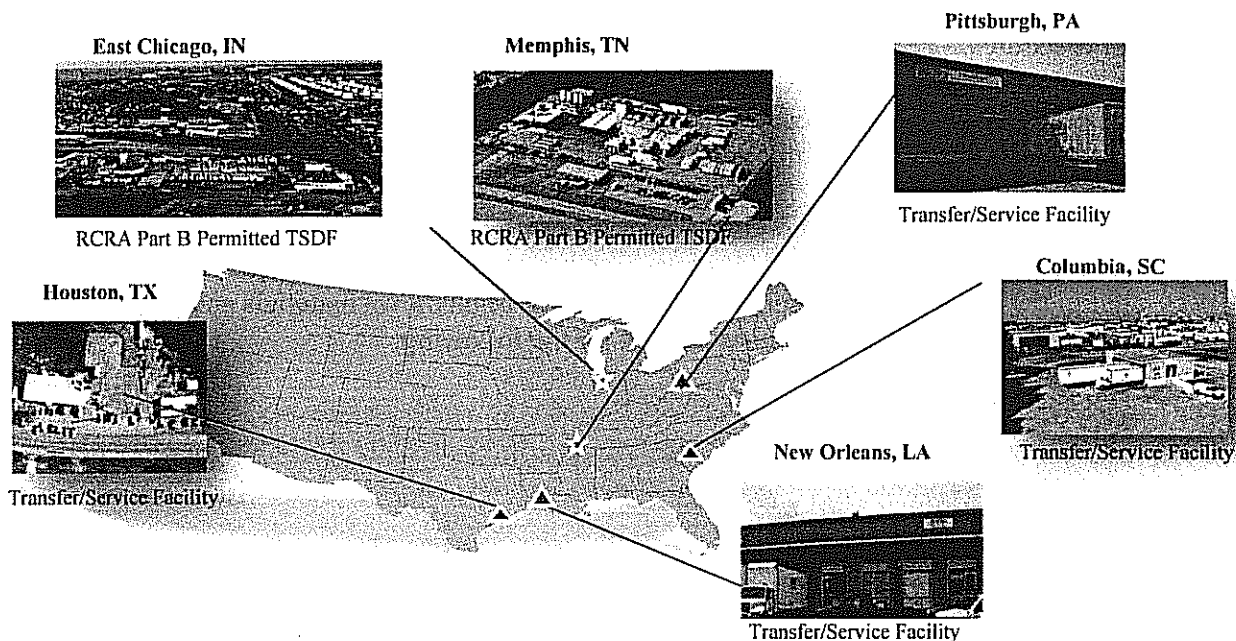 East Chicago, IN
RCRA Part B Permitted TSDF
Memphis, TN
RCRA Part B Permitted TSDF
Pittsburgh, PA
Transfer/Service Facility
Houston, TX
Transfer/Service Facility
Columbia, SC
Transfer/Service Facility
New Orleans, LA
Transfer/Service Facility